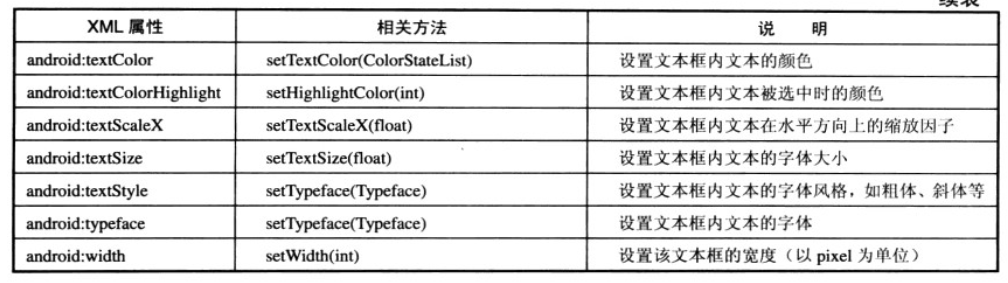 续表
XML 属性 相关方法 说 明
android:textColor setTextColor(ColorStateList) 设置文本框内文本的颜色
android:textColorHighlight setHighlightColor(int) 设置文本框内文本被选中时的颜色
android:textScaleX setTextScaleX(float) 设置文本框内文本在水平方向上的缩放因子
android:textSize setTextSize(float) 设置文本框内文本的字体大小
android:textStyle setTypeface(Typeface) 设置文本框内文本的字体风格，如粗体、斜体等
android:typeface setTypeface(Typeface) 设置文本框内文本的字体
android:width setWidth(int) 设置该文本框的宽度（以 pixel 为单位）